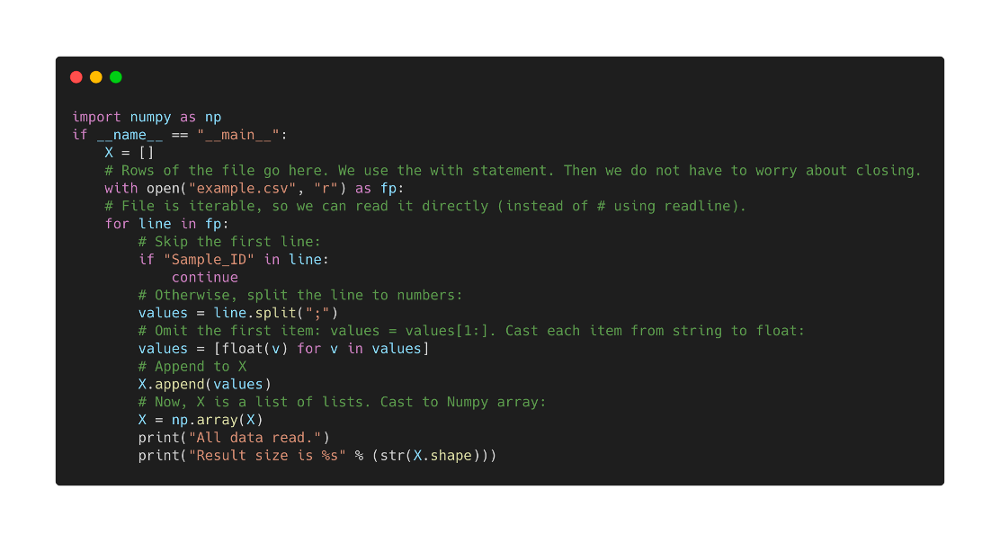 import numpy as np
if __name__ == "__main__":
    X = []
    # Rows of the file go here. We use the with statement. Then we do not have to worry about closing.
    with open("example.csv", "r") as fp:
    # File is iterable, so we can read it directly (instead of # using readline).
    for line in fp:
        # Skip the first line:
        if "Sample_ID" in line:
            continue
        # Otherwise, split the line to numbers:
        values = line.split(";")
        # Omit the first item: values = values[1:]. Cast each item from string to float:
        values = [float(v) for v in values]
        # Append to X
        X.append(values)
        # Now, X is a list of lists. Cast to Numpy array:
        X = np.array(X)
        print("All data read.")
        print("Result size is %s" % (str(X.shape)))